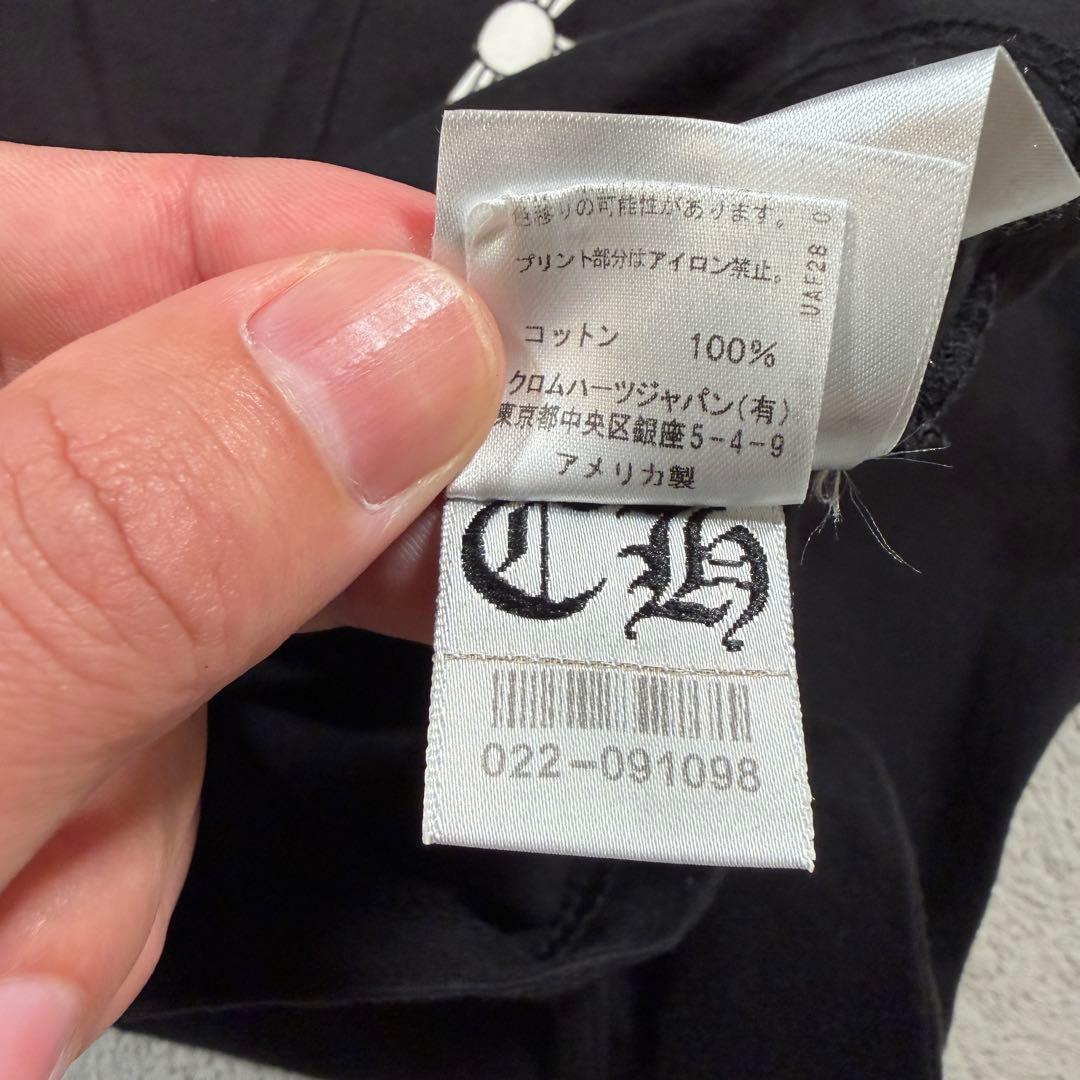 色移りの可能性があります。
プリント部分はアイロン禁止。
コットン 100%
クロムハーツジャパン(有)
東京都中央区銀座5-4-9
アメリカ製
CH
022-091098